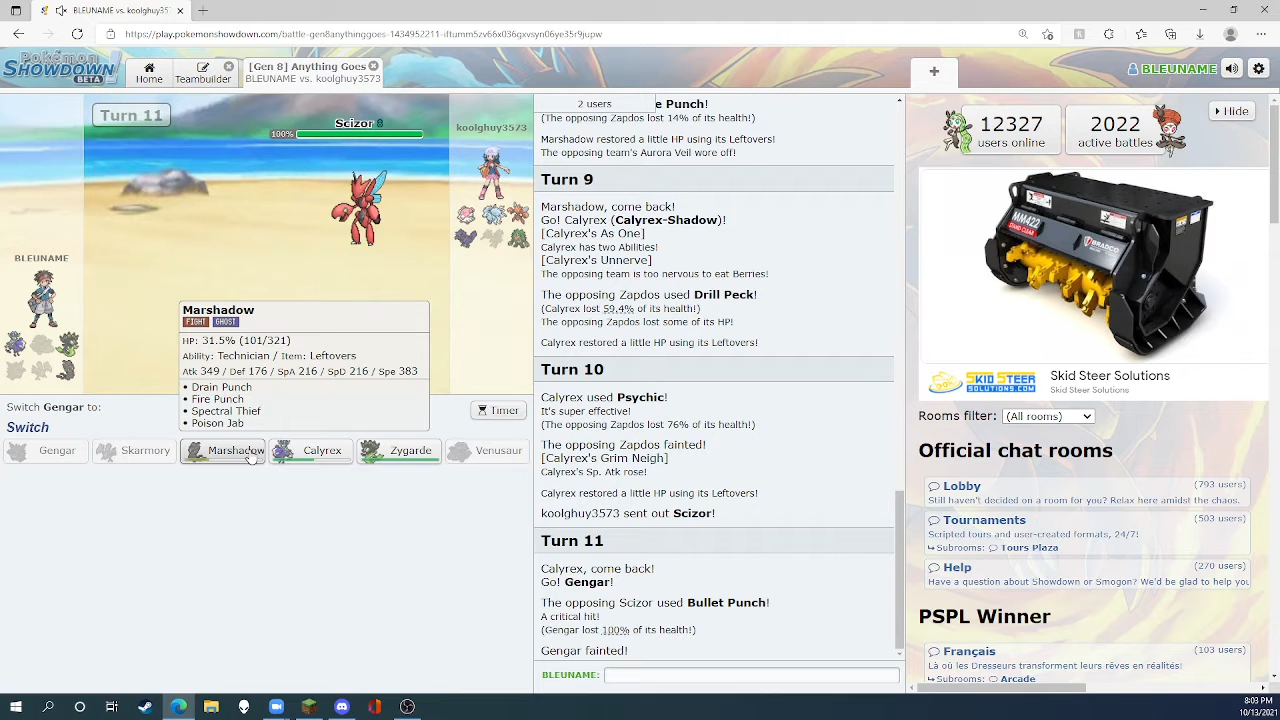 BLEUNAME vs. koolghuy3573
https://play.pokemonshowdown.com/battle-gen8anythinggoes-1434952211-iftumm5zv66x036gxvsyn06ye35r9jupw
Pokémon
SHOWDOWN
BETA
Home
Teambuilder
[Gen 8] Anything Goes
BLEUNAME vs. koolghuy3573
BLEUNAME
Turn 11
Scizor
100%
koolghuy3573
BLEUNAME
Marshadow
FIGHT GHOST
HP: 31.5% (101/321)
Ability: Technician / Item: Leftovers
Atk 349 / Def 176 / SpA 216 / SpD 216 / Spe 383
• Drain Punch
• Fire Punch
• Spectral Thief
• Poison Jab
Switch Gengar to:
Timer
Switch
Gengar
Skarmory
Marshadow
Calyrex
Zygarde
Venusaur
2 users
e Punch!
(The opposing Zapdos lost 14% of its health!)
Marshadow restored a little HP using its Leftovers!
The opposing team's Aurora Veil wore off!
Turn 9
Marshadow, come back!
Go! Calyrex (Calyrex-Shadow)!
[Calyrex's As One]
Calyrex has two Abilities!
[Calyrex's Unnerve]
The opposing team is too nervous to eat Berries!
The opposing Zapdos used Drill Peck!
(Calyrex lost 59.4% of its health!)
The opposing Zapdos lost some of its HP!
Calyrex restored a little HP using its Leftovers!
Turn 10
Calyrex used Psychic!
It's super effective!
(The opposing Zapdos lost 76% of its health!)
The opposing Zapdos fainted!
[Calyrex's Grim Neigh]
Calyrex's Sp. Atk rose!
Calyrex restored a little HP using its Leftovers!
koolghuy3573 sent out Scizor!
Turn 11
Calyrex, come back!
Go! Gengar!
The opposing Scizor used Bullet Punch!
A critical hit!
(Gengar lost 100% of its health!)
Gengar fainted!
BLEUNAME:
Hide
12327
users online
2022
active battles
MM422
BRADCO
Skid Steer Solutions
Skid Steer Solutions
SKID STEER
SOLUTIONS.COM
Rooms filter: (All rooms)
Official chat rooms
Lobby
(793 users)
Still haven't decided on a room for you? Relax here amidst the chaos.
Tournaments
(503 users)
Scripted tours and user-created formats, 24/7!
Subrooms: Tours Plaza
Help
(270 users)
Have a question about Showdown or Smogon? We'd be glad to help you
PSPL Winner
Français
(103 users)
Là où les Dresseurs transforment leurs rêves en réalités!
Subrooms: Arcade
8:03 PM
10/13/2021